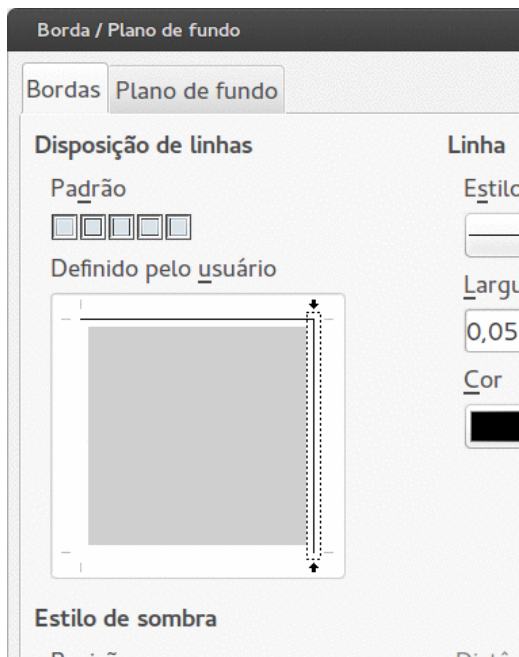 Borda / Plano de fundo
Bordas Plano de fundo
Disposição de linhas Linha
Padrão
Definido pelo usuário
0,05
Cor
Estilo de sombra